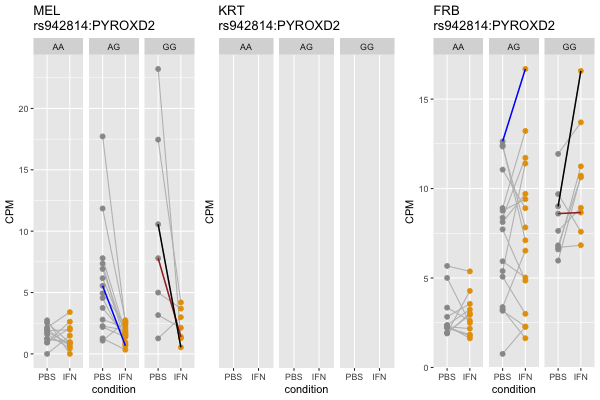 MEL
rs942814:PYROXD2
AA AG GG
20
15
10
5
0
CPM
PBS IFN PBS IFN PBS IFN
condition
KRT
rs942814:PYROXD2
AA AG GG
CPM
PBS IFN PBS IFN PBS IFN
condition
FRB
rs942814:PYROXD2
AA AG GG
15
10
5
0
CPM
PBS IFN PBS IFN PBS IFN
condition